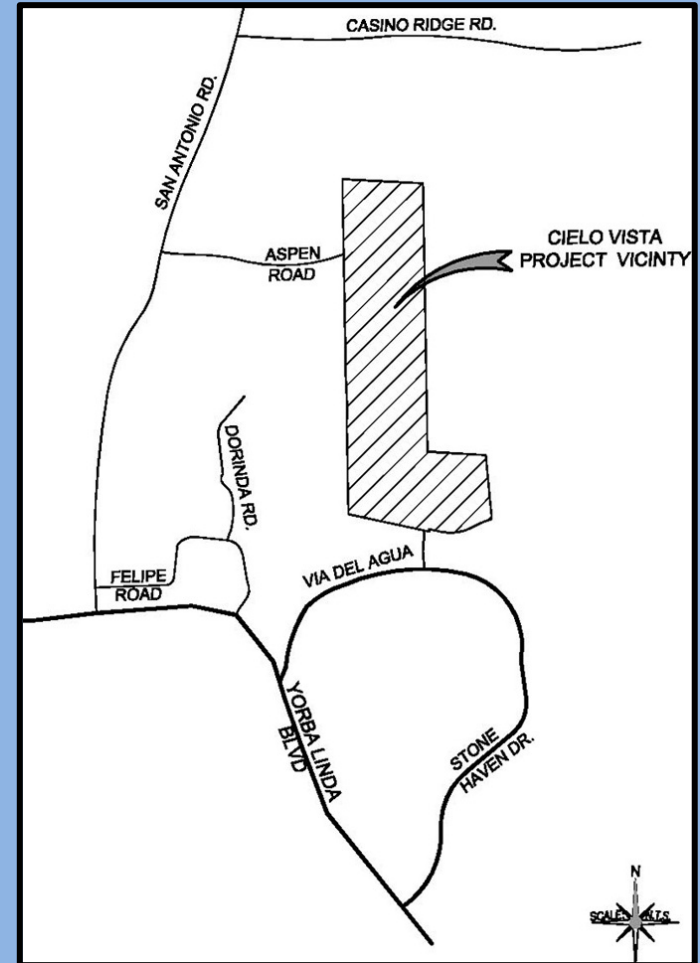 CASINO RIDGE RD.
SAN ANTONIO RD.
CIELO VISTA
PROJECT VICINTY
ASPEN
ROAD
DORINDA RD.
VIA DEL AGUA
FELIPE
ROAD
YORBA LINDA
BLVD
STONE
HAVEN DR.
N
SCALE: N.T.S.